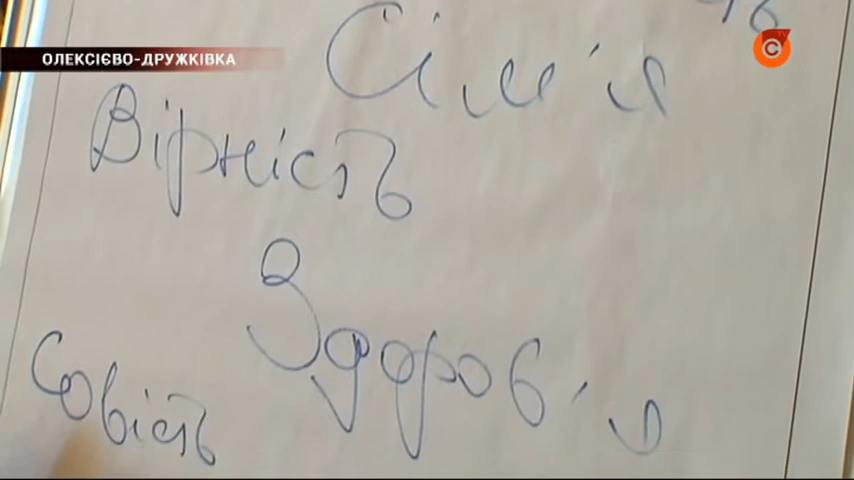 ОЛЕКСІЄВО-ДРУЖКІВКА
Сім'я
Вірність
Здоров'я
Совість